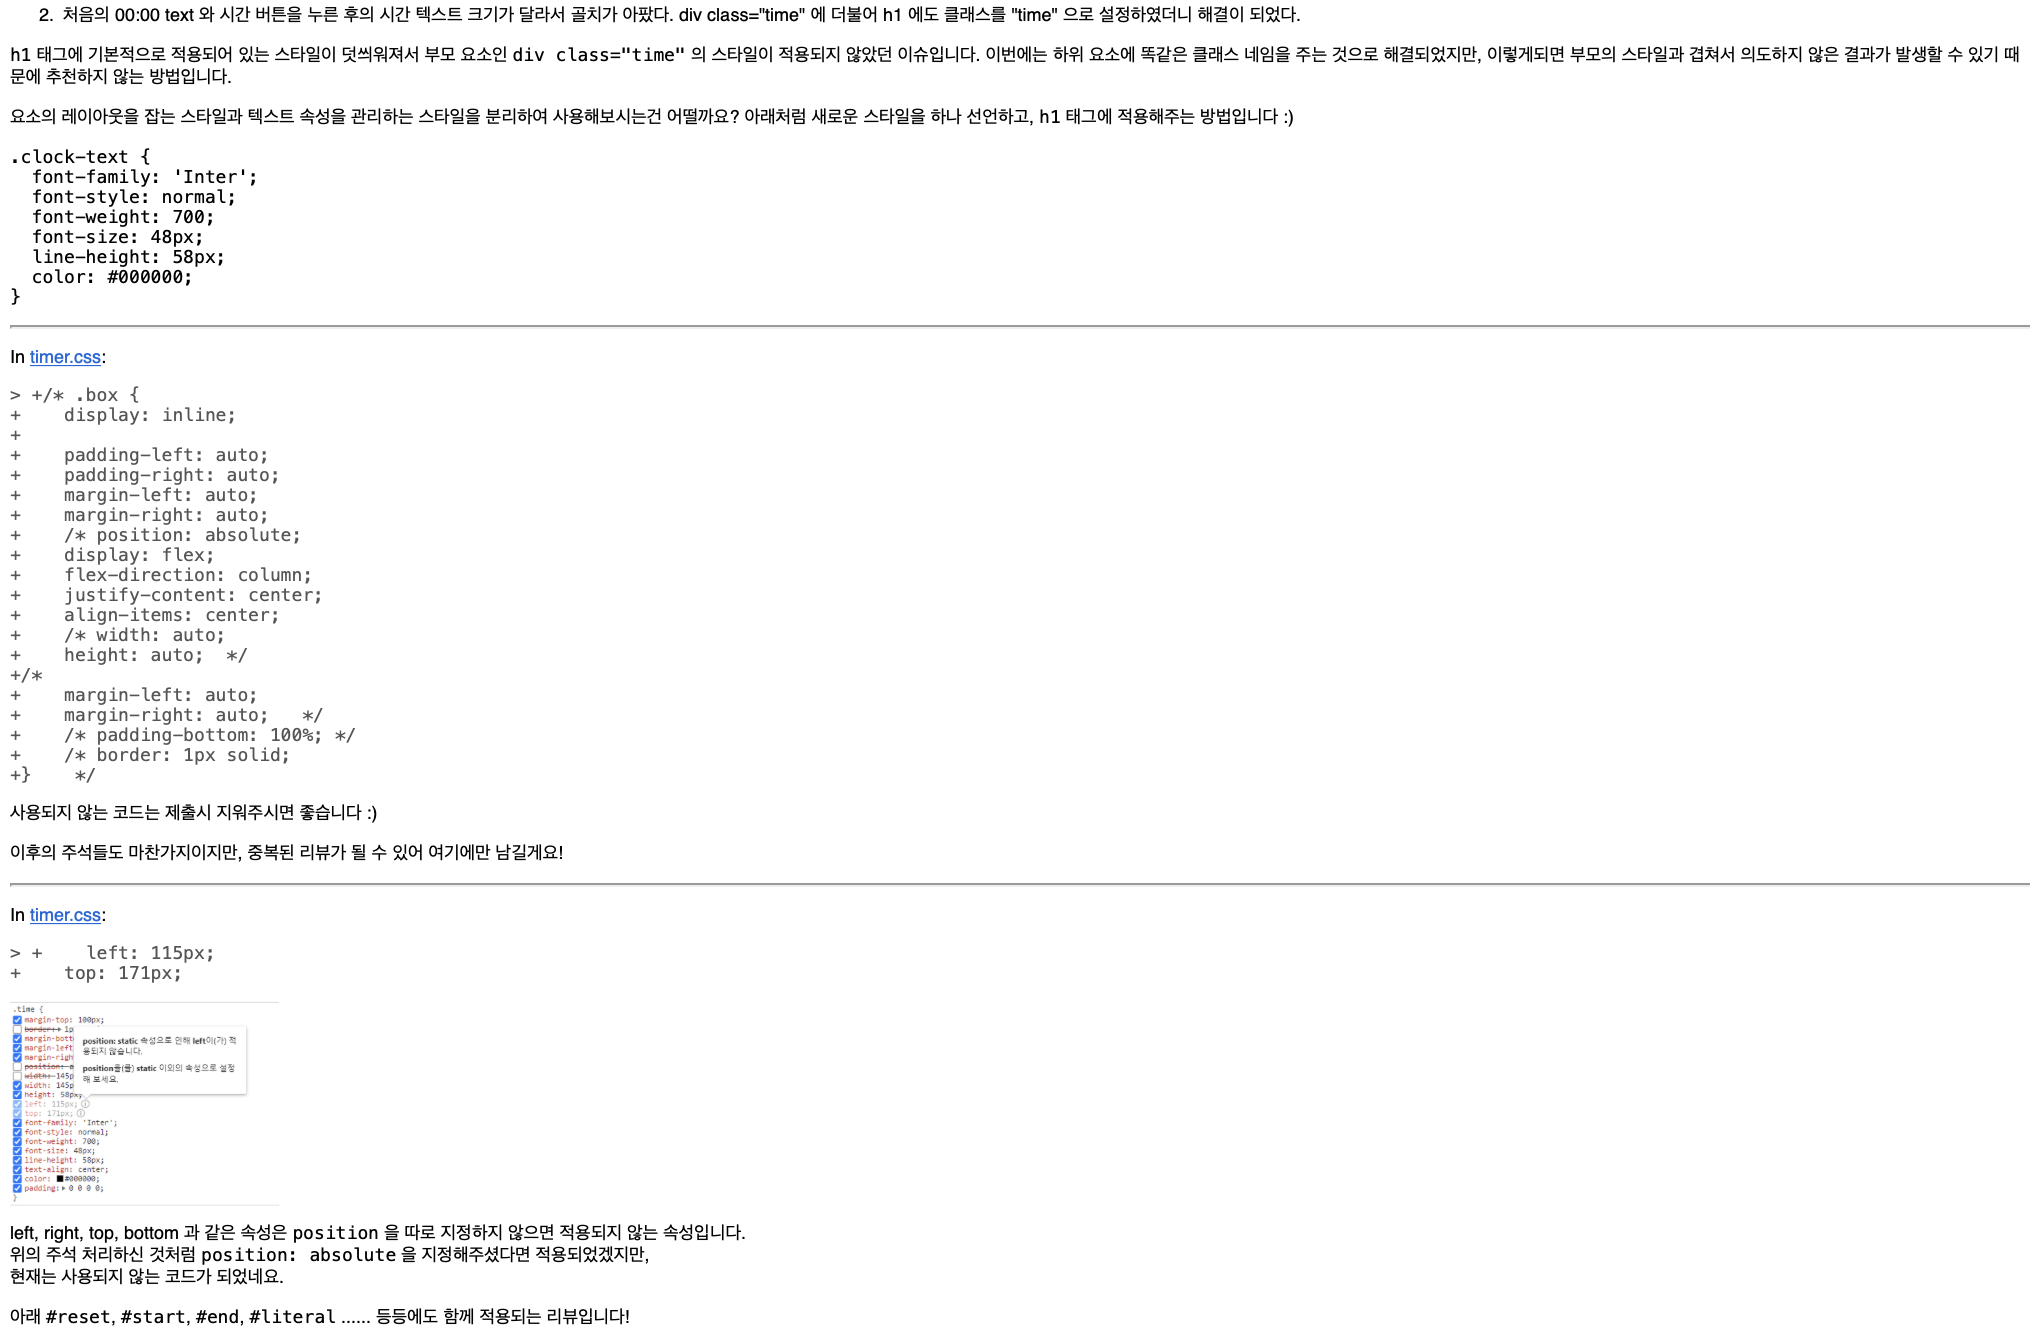 2. 처음의 00:00 text 와 시간 버튼을 누른 후의 시간 텍스트 크기가 달라서 골치가 아팠다. div class="time" 에 더불어 h1 에도 클래스를 "time" 으로 설정하였더니 해결이 되었다.
h1 태그에 기본적으로 적용되어 있는 스타일이 덧씌워져서 부모 요소인 div class="time" 의 스타일이 적용되지 않았던 이슈입니다. 이번에는 하위 요소에 똑같은 클래스 네임을 주는 것으로 해결되었지만, 이렇게되면 부모의 스타일과 겹쳐서 의도하지 않은 결과가 발생할 수 있기 때
문에 추천하지 않는 방법입니다.
요소의 레이아웃을 잡는 스타일과 텍스트 속성을 관리하는 스타일을 분리하여 사용해보시는건 어떨까요? 아래처럼 새로운 스타일을 하나 선언하고, h1 태그에 적용해주는 방법입니다 :)
.clock-text {
  font-family: 'Inter';
  font-style: normal;
  font-weight: 700;
  font-size: 48px;
  line-height: 58px;
  color: #000000;
}
In timer.css:
> +/* .box {
+    display: inline;
+
+    padding-left: auto;
+    padding-right: auto;
+    margin-left: auto;
+    margin-right: auto;
+    /* position: absolute;
+    display: flex;
+    flex-direction: column;
+    justify-content: center;
+    align-items: center;
+    /* width: auto;
+    height: auto;  */
+/*
+    margin-left: auto;
+    margin-right: auto;   */
+    /* padding-bottom: 100%; */
+    /* border: 1px solid;
+}    */
사용되지 않는 코드는 제출시 지워주시면 좋습니다 :)
이후의 주석들도 마찬가지이지만, 중복된 리뷰가 될 수 있어 여기에만 남길게요!
In timer.css:
> +    left: 115px;
+    top: 171px;
.time {
margin-top: 100px;
border: 1p
margin-bott
position: static 속성으로 인해 left이(가) 적
margin-left
용되지 않습니다.
margin-righ
position: a
position을(를) static 이외의 속성으로 설정
width: 145p
해 보세요.
width: 145p
height: 58px;
left: 115px;
top: 171px;
font-family: 'Inter';
font-style: normal;
font-weight: 700;
font-size: 48px;
line-height: 58px;
text-align: center;
color: #000000;
padding: 0 0 0 0;
}
left, right, top, bottom 과 같은 속성은 position 을 따로 지정하지 않으면 적용되지 않는 속성입니다.
위의 주석 처리하신 것처럼 position: absolute 을 지정해주셨다면 적용되었겠지만,
현재는 사용되지 않는 코드가 되었네요.
아래 #reset, #start, #end, #literal ...... 등등에도 함께 적용되는 리뷰입니다!